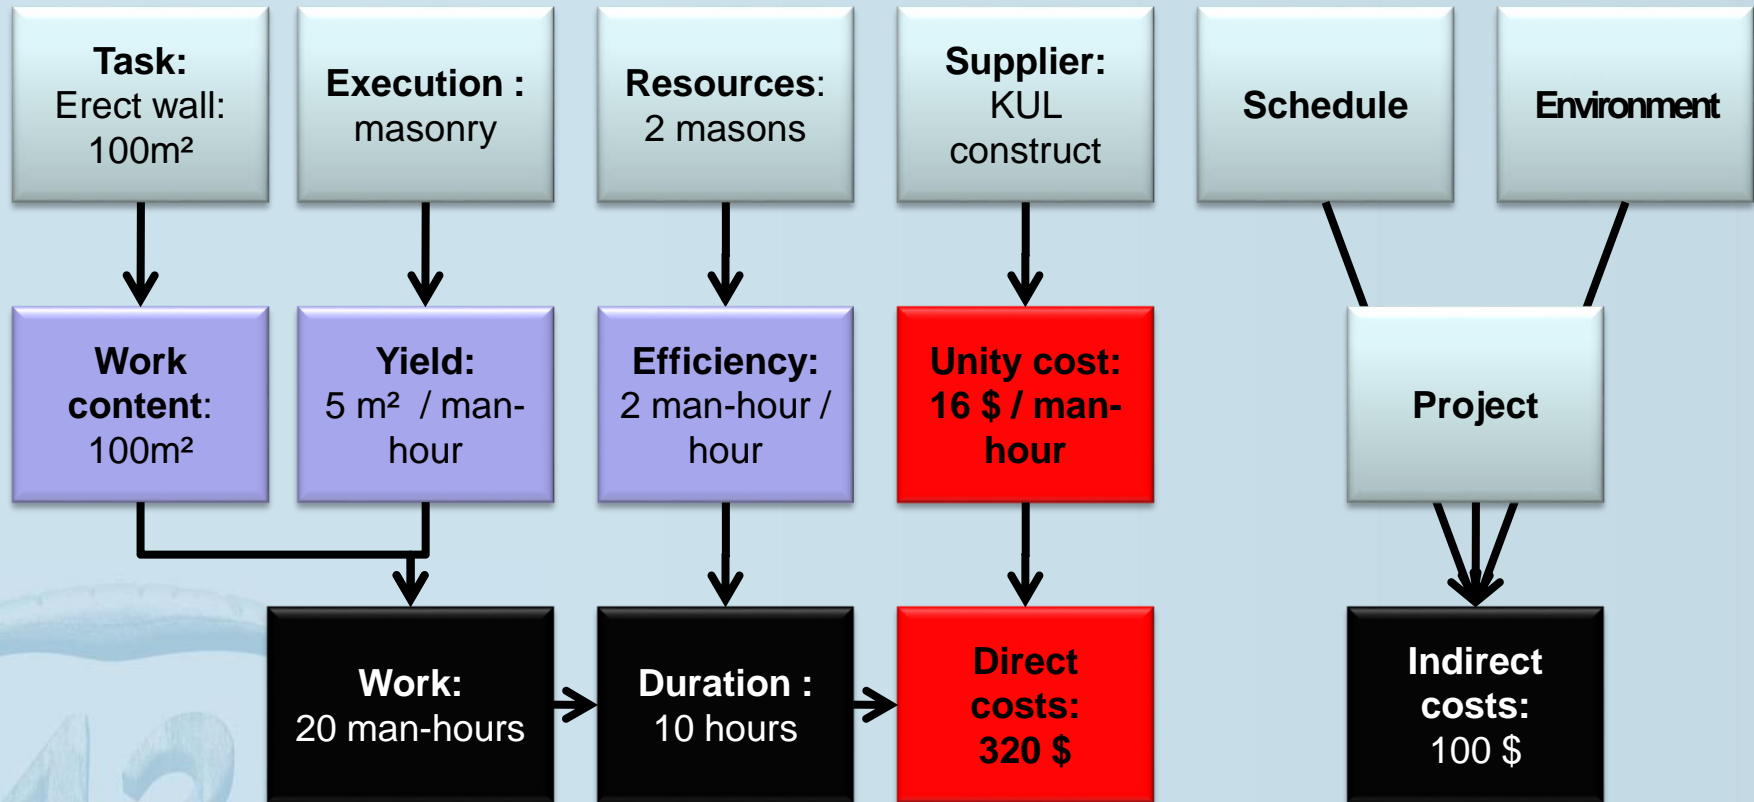 Task:
Erect wall:
100m²
Execution :
masonry
Resources:
2 masons
Supplier:
KUL
construct
Schedule
Environment
Work
content:
100m²
Yield:
5 m² / man-
hour
Efficiency:
2 man-hour /
hour
Unity cost:
16 $ / man-
hour
Project
Work:
20 man-hours
Duration :
10 hours
Direct
costs:
320 $
Indirect
costs:
100 $